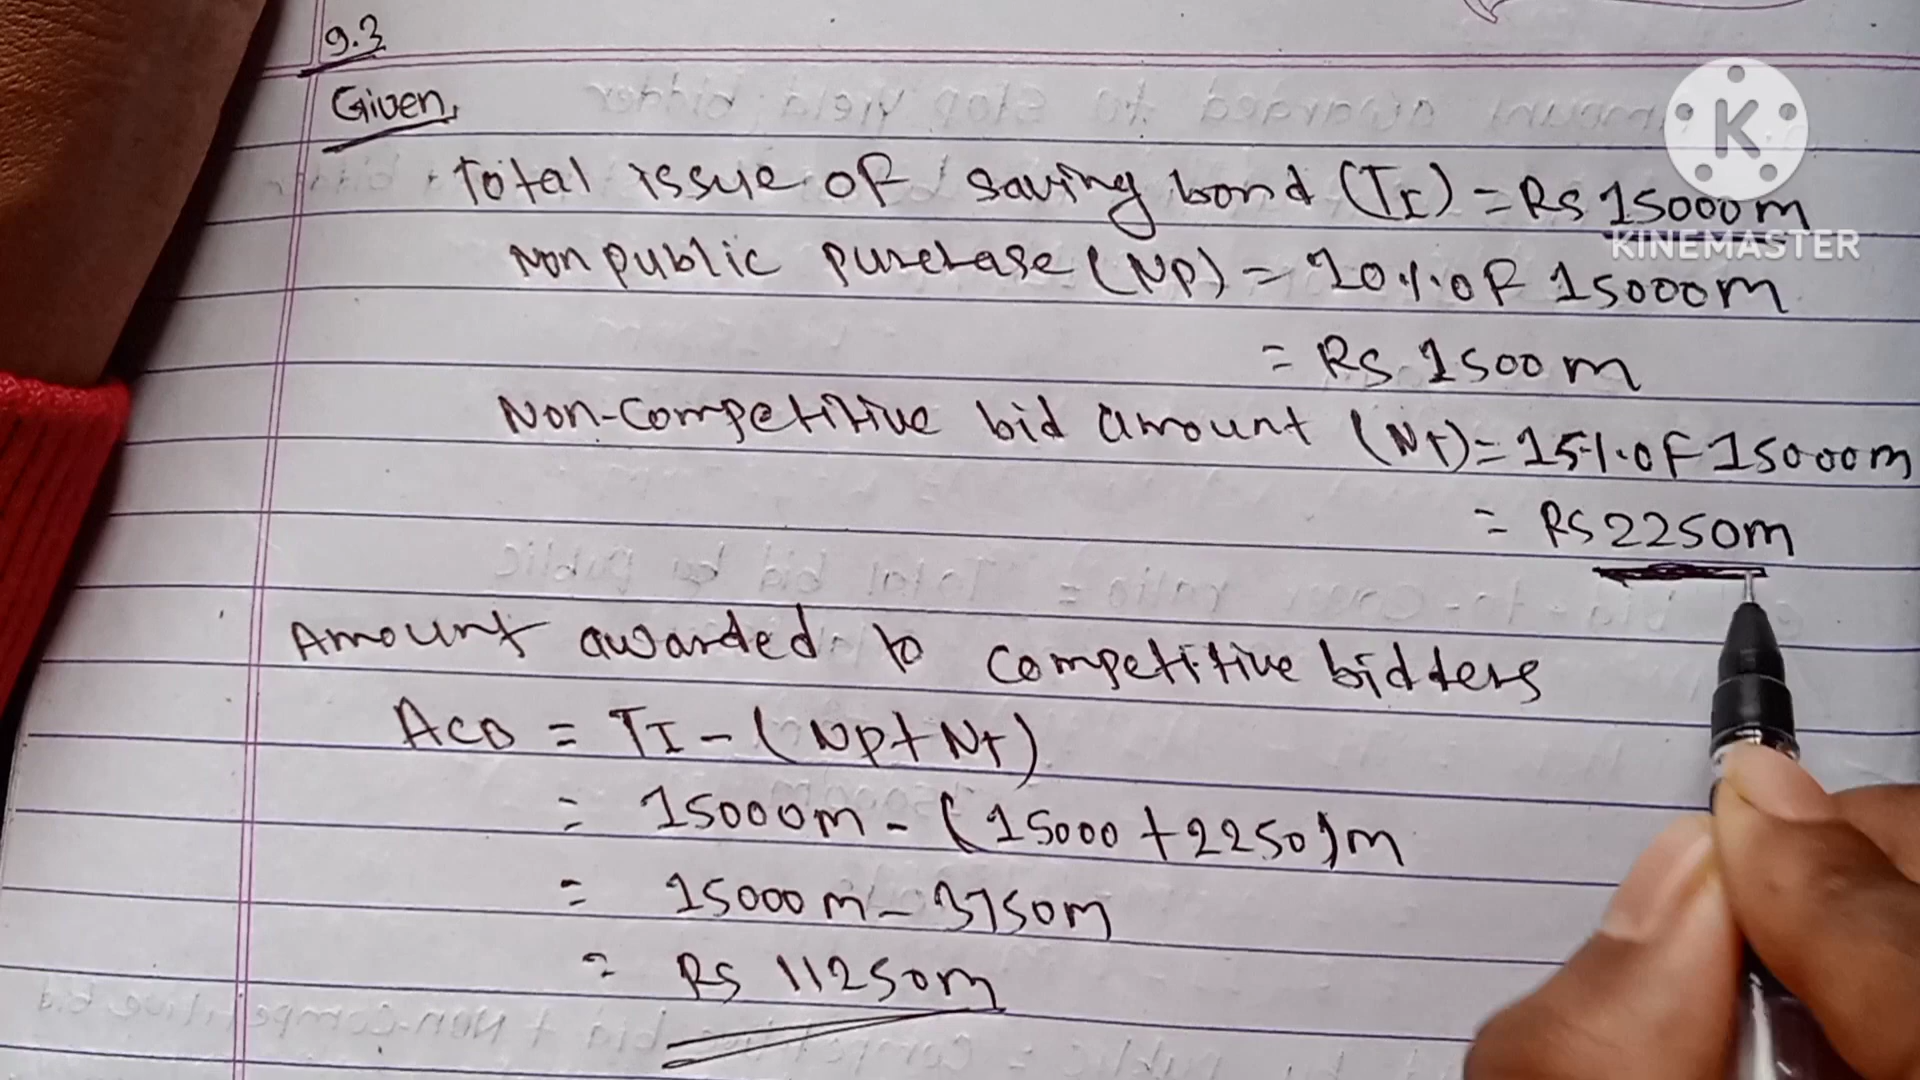 9.3
Given,
Total issue of saving bond (TI) = Rs 15000m
Non public purchase (NP) = 10% of 15000m
= Rs 1500m
Non-competitive bid amount (NT) = 15% of 15000m
= Rs 2250m
Amount awarded to competitive bidders
ACB = TI - (NP + NT)
= 15000m - (15000 + 2250)m
= 15000m - 3750m
= Rs 11250m
K
KINEMASTER